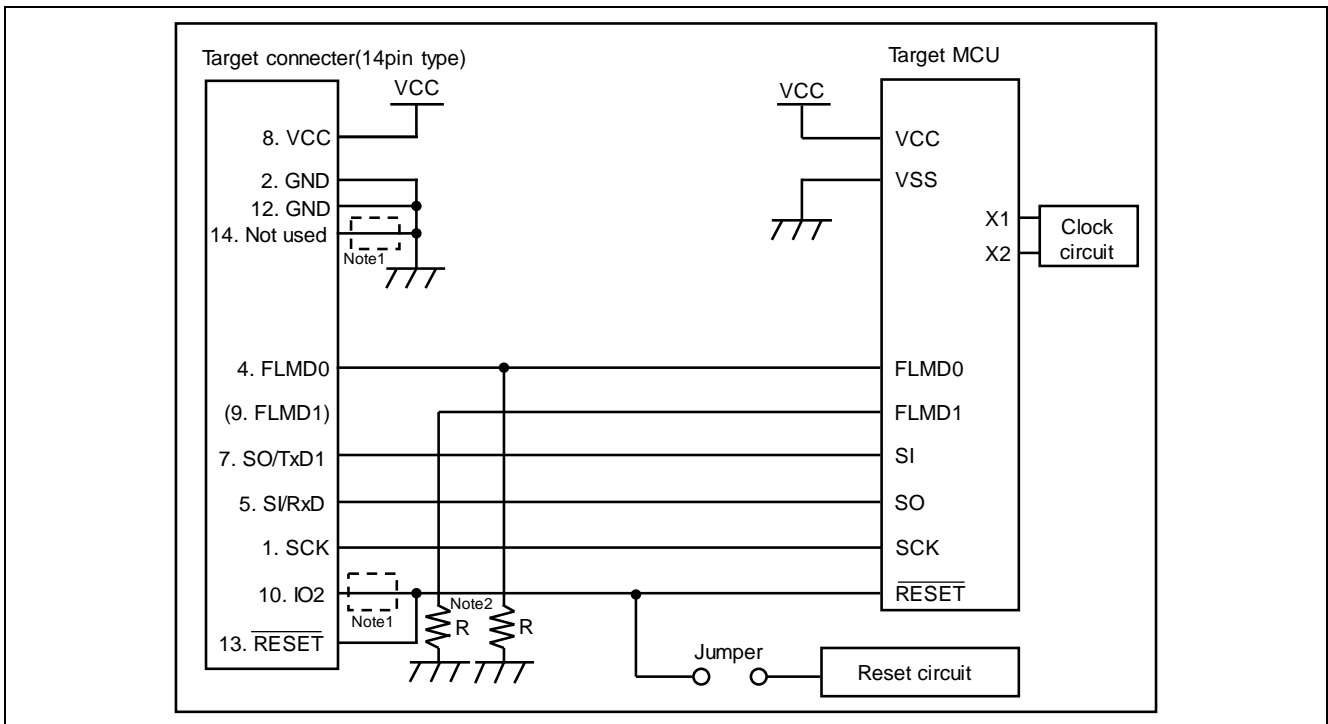 Target connecter(14pin type)
VCC
8. VCC
2. GND
12. GND
14. Not used
Note1
4. FLMD0
(9. FLMD1)
7. SO/TxD1
5. SI/RxD
1. SCK
10. IO2
Note1
13. RESET
Note2
R
R
Jumper
Reset circuit
Target MCU
VCC
VCC
VSS
X1
X2
Clock
circuit
FLMD0
FLMD1
SI
SO
SCK
RESET